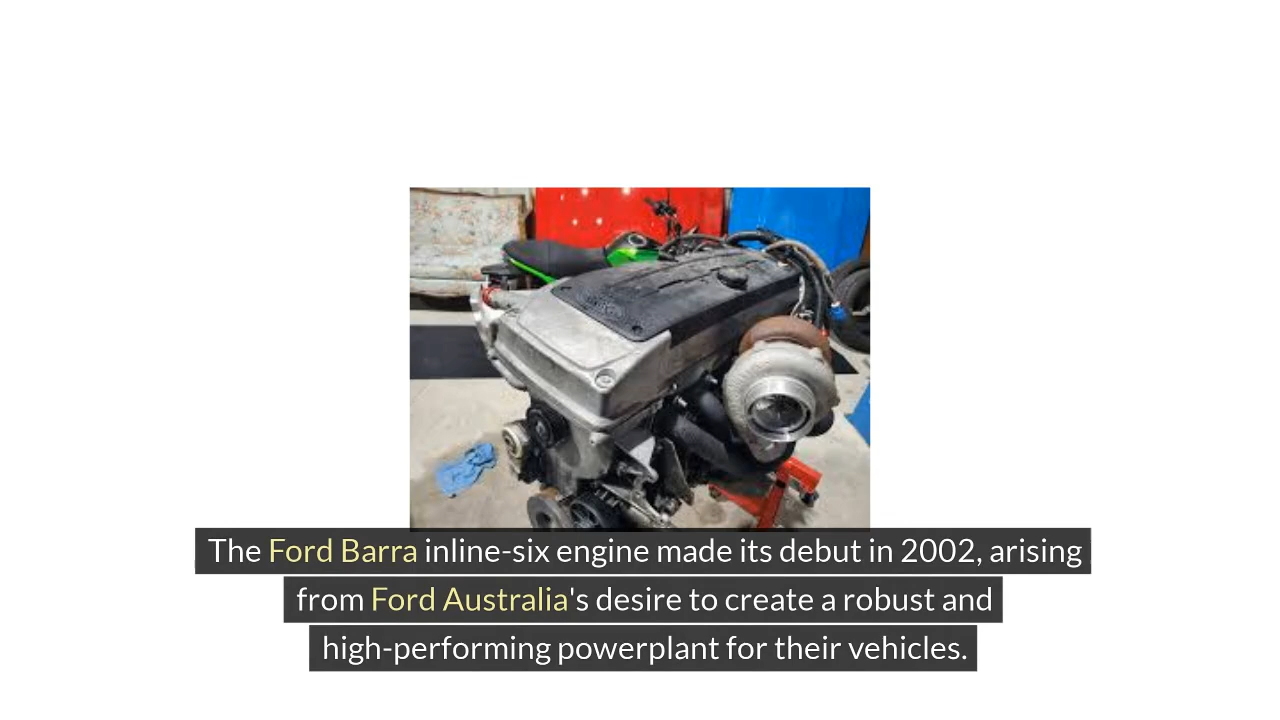 The Ford Barra inline-six engine made its debut in 2002, arising
from Ford Australia's desire to create a robust and
high-performing powerplant for their vehicles.